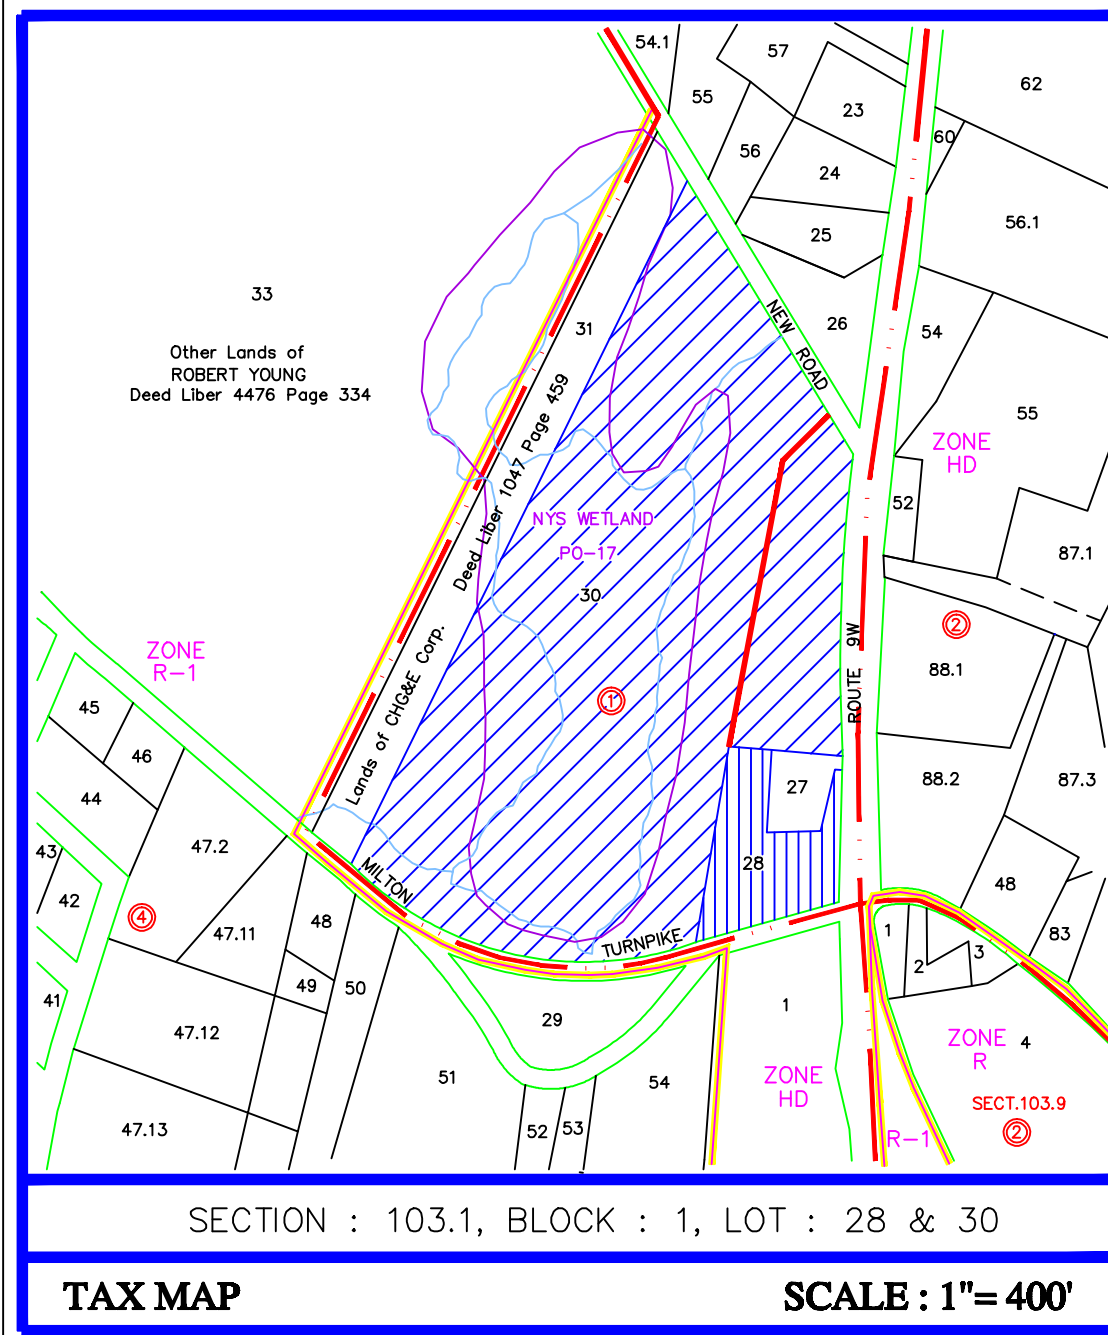 54.1
57
62
55
23
60
56
24
56.1
25
33
Other Lands of
ROBERT YOUNG
Deed Liber 4476 Page 334
31
26
54
NEW ROAD
55
ZONE
HD
Deed Liber 1047 Page 459
52
NYS WETLAND
PO-17
87.1
30
2
ROUTE 9W
88.1
ZONE
R-1
Lands of CHG&E Corp.
1
45
46
44
27
88.2
87.3
43
42
47.2
MILTON
28
48
4
47.11
48
TURNPIKE
1
2
3
83
41
49
50
47.12
29
1
ZONE
R
4
51
54
ZONE
HD
SECT.103.9
2
47.13
52
53
R-1
SECTION : 103.1, BLOCK : 1, LOT : 28 & 30
TAX MAP
SCALE : 1"= 400'